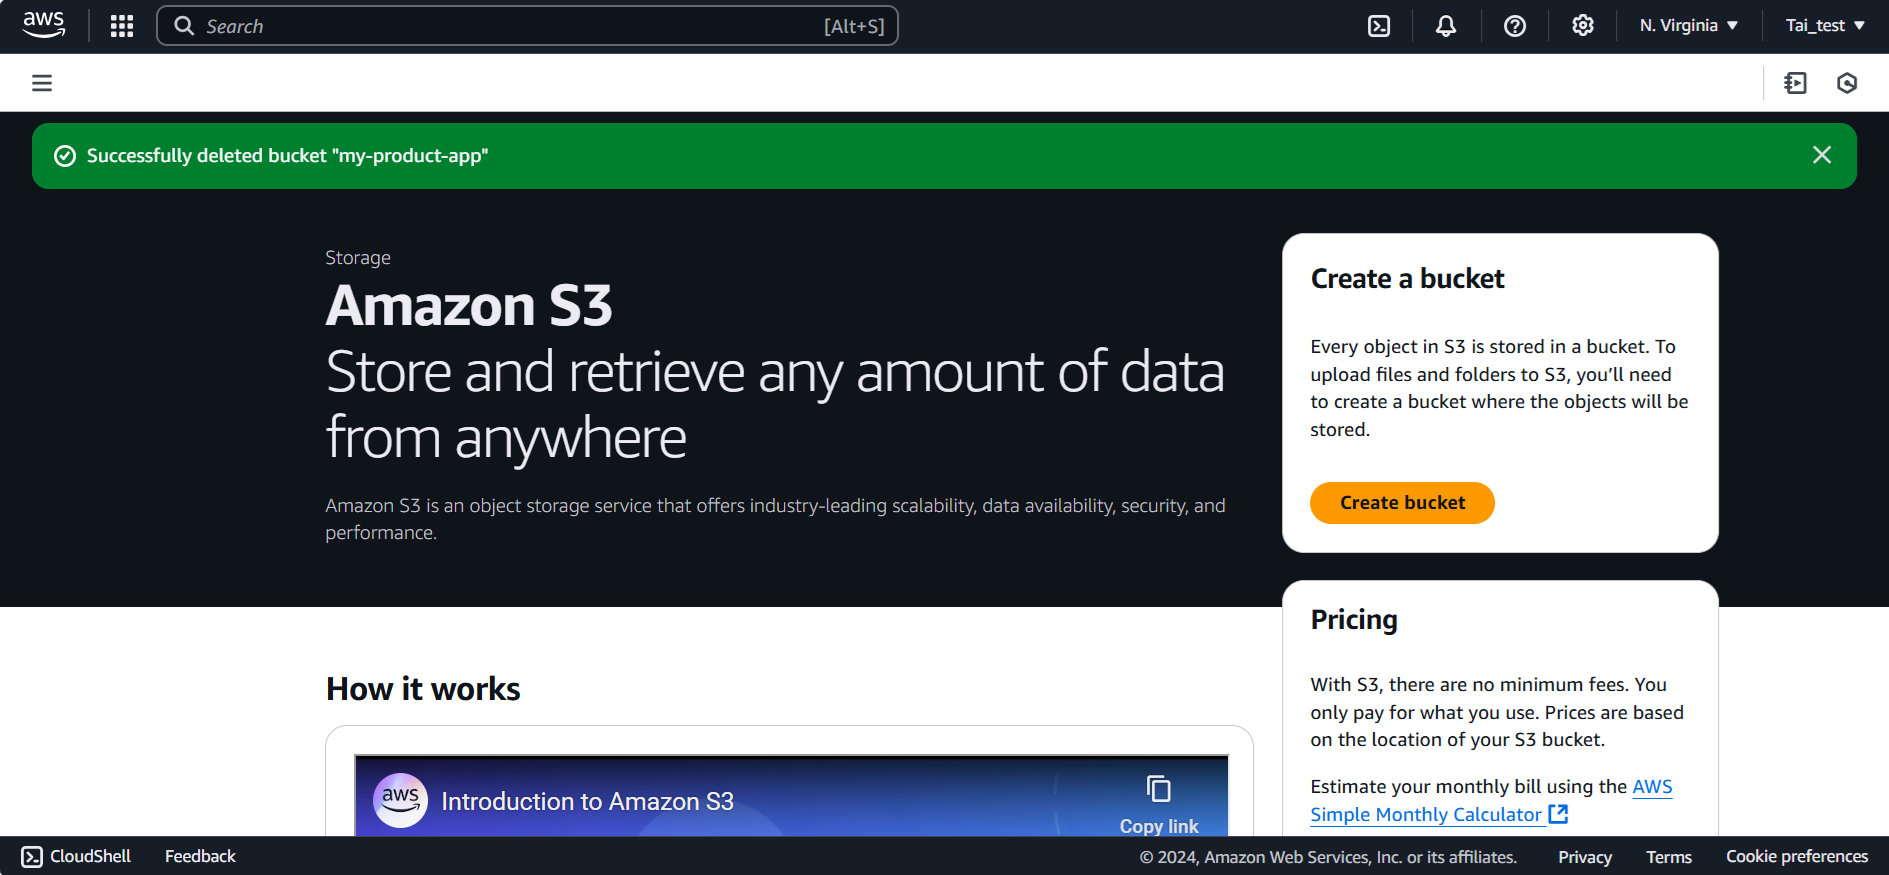 aws
Search
[Alt+S]
N. Virginia
Tai_test
Successfully deleted bucket "my-product-app"
Storage
Amazon S3
Store and retrieve any amount of data
from anywhere
Amazon S3 is an object storage service that offers industry-leading scalability, data availability, security, and
performance.
Create a bucket
Every object in S3 is stored in a bucket. To
upload files and folders to S3, you’ll need
to create a bucket where the objects will be
stored.
Create bucket
Pricing
With S3, there are no minimum fees. You
only pay for what you use. Prices are based
on the location of your S3 bucket.
Estimate your monthly bill using the AWS
Simple Monthly Calculator
How it works
aws
Introduction to Amazon S3
Copy link
CloudShell
Feedback
© 2024, Amazon Web Services, Inc. or its affiliates.
Privacy
Terms
Cookie preferences